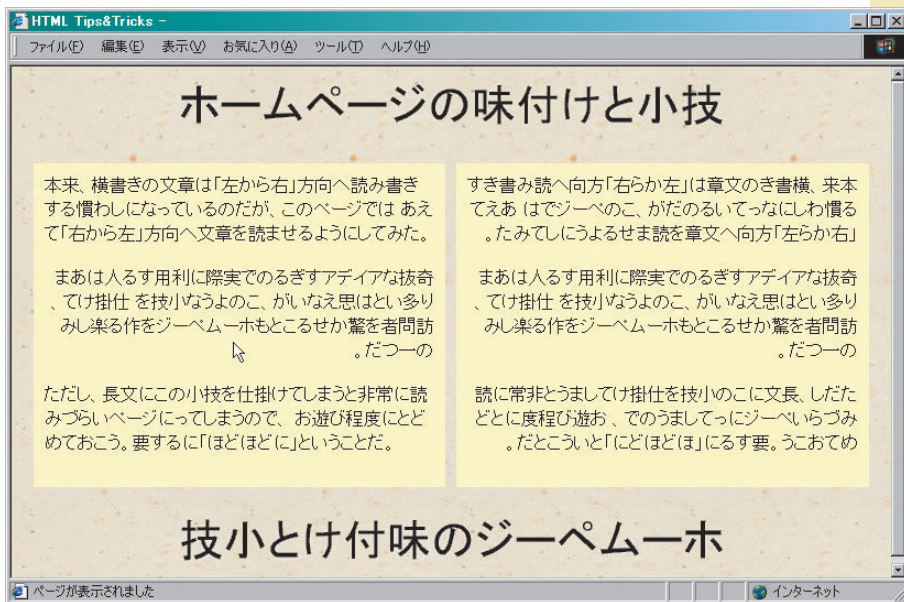 HTML Tips&Tricks –
ファイル(F) 編集(E) 表示(V) お気に入り(A) ツール(T) ヘルプ(H)
ホームページの味付けと小技
本来、横書きの文章は「左から右」方向へ読み書き
する慣わしになっているのだが、このページでは あえ
て「右から左」方向へ文章を読ませるようにしてみた。
まあは人るす用利に際実でのるぎすアデイアな抜奇
、てけ掛仕 を技小なうよのこ、がいなえ思はとい多り
みし楽る作をジーペムーホもとこるせか驚を者問訪
。だつ一の
ただし、長文にこの小技を仕掛けてしまうと非常に読
みづらいページにってしまうので、お遊び程度にとど
めておこう。要するに「ほどほどに」ということだ。
すき書み読へ向方「右らか左」は章文のき書横、来本
てえあ はでジーペのこ、がだのるいてっなにしわ慣る
。たみてしにうよるせま読を章文へ向方「左らか右」
まあは人るす用利に際実でのるぎすアデイアな抜奇
、てけ掛仕 を技小なうよのこ、がいなえ思はとい多り
みし楽る作をジーペムーホもとこるせか驚を者問訪
。だつ一の
読に常非とうましてけ掛仕を技小のこに文長、しだた
どとに度程び遊お 、でのうましてっにジーペいらづみ
。だとこういと「にどほどほ」にるす要。うこおてめ
技小とけ付味のジーペムーホ
ページが表示されました
インターネット